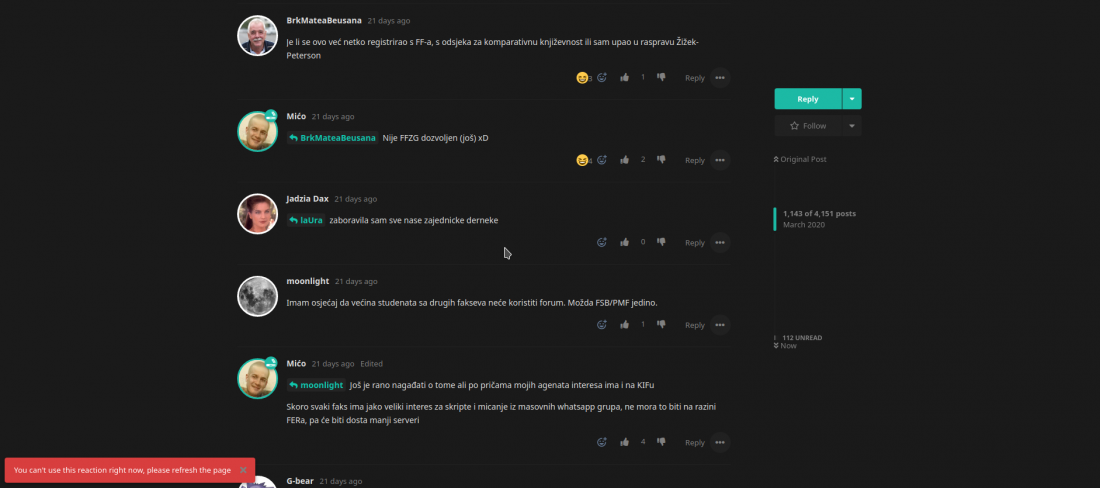 BrkMateaBeusana 21 days ago
Je li se ovo već netko registrirao s FF-a, s odsjeka za komparativnu književnost ili sam upao u raspravu Žižek-
Peterson
3 1 Reply
Reply
Follow
Mićo 21 days ago
BrkMateaBeusana Nije FFZG dozvoljen (još) xD
4 2 Reply
Original Post
Jadzia Dax 21 days ago
laUra zaboravila sam sve nase zajednicke derneke
0 Reply
1,143 of 4,151 posts
March 2020
moonlight 21 days ago
Imam osjećaj da većina studenata sa drugih fakseva neće koristiti forum. Možda FSB/PMF jedino.
1 Reply
112 UNREAD
Now
Mićo 21 days ago Edited
moonlight Još je rano nagađati o tome ali po pričama mojih agenata interesa ima i na KIFu
Skoro svaki faks ima jako veliki interes za skripte i micanje iz masovnih whatsapp grupa, ne mora to biti na razini
FERa, pa će biti dosta manji serveri
4 Reply
You can't use this reaction right now, please refresh the page
G-bear 21 days ago